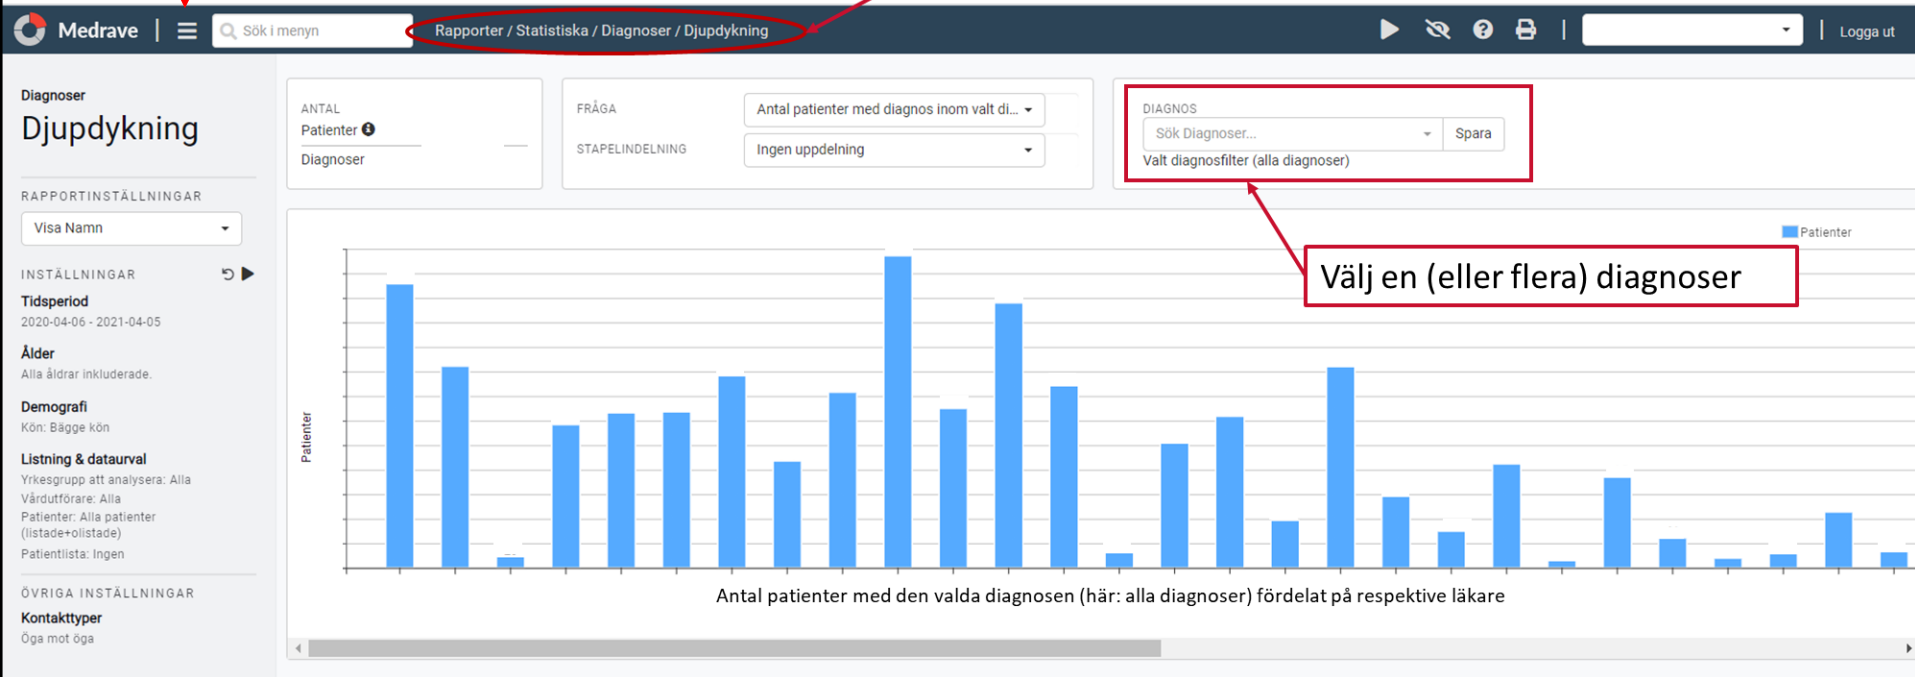 Medrave
Sök i menyn
Rapporter / Statistiska / Diagnoser / Djupdykning
Logga ut
Diagnoser
Djupdykning
RAPPORTINSTÄLLNINGAR
Visa Namn
INSTÄLLNINGAR
Tidsperiod
2020-04-06 - 2021-04-05
Ålder
Alla åldrar inkluderade.
Demografi
Kön: Bägge kön
Listning & dataurval
Yrkesgrupp att analysera: Alla
Vårdutförare: Alla
Patienter: Alla patienter
(listade+olistade)
Patientlista: Ingen
ÖVRIGA INSTÄLLNINGAR
Kontakttyper
Öga mot öga
ANTAL
Patienter
Diagnoser
FRÅGA
Antal patienter med diagnos inom valt di...
STAPELINDELNING
Ingen uppdelning
DIAGNOS
Sök Diagnoser...
Spara
Valt diagnosfilter (alla diagnoser)
Patienter
Välj en (eller flera) diagnoser
Patienter
Antal patienter med den valda diagnosen (här: alla diagnoser) fördelat på respektive läkare